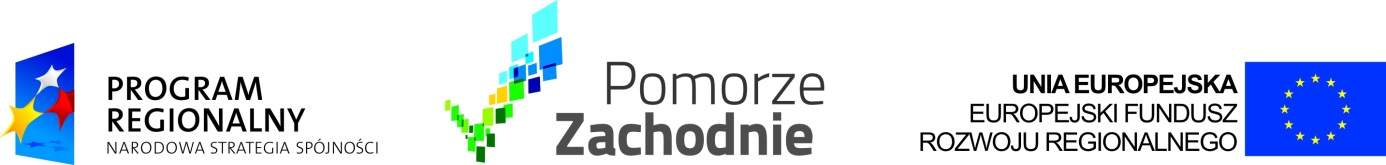 PROGRAM
REGIONALNY
NARODOWA STRATEGIA SPÓJNOŚCI
Pomorze
Zachodnie
UNIA EUROPEJSKA
EUROPEJSKI FUNDUSZ
ROZWOJU REGIONALNEGO